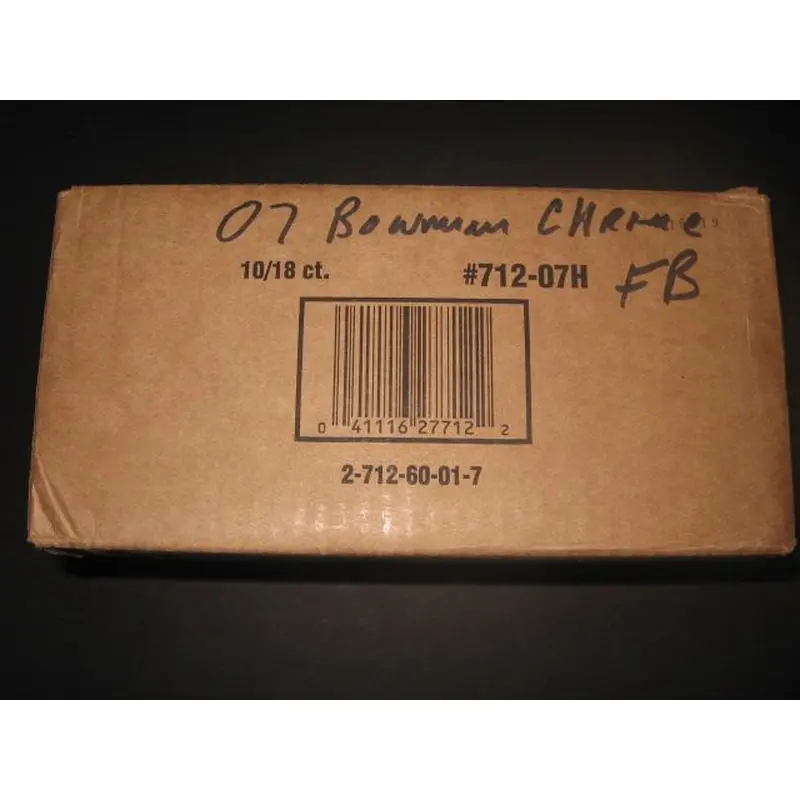 07 Bowman CHrome
10/18 ct. #712-07H FB
0 41116 27712 2
2-712-60-01-7